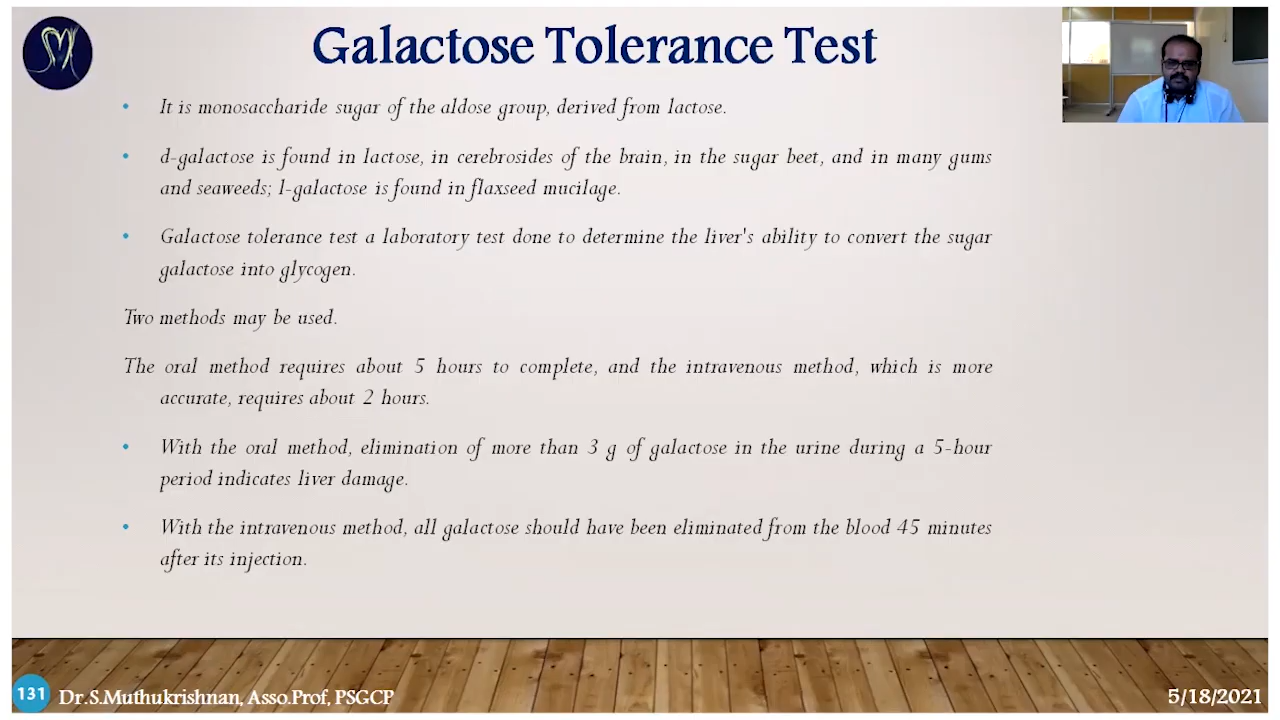 Galactose Tolerance Test
• It is monosaccharide sugar of the aldose group, derived from lactose.
• d-galactose is found in lactose, in cerebrosides of the brain, in the sugar beet, and in many gums
and seaweeds; l-galactose is found in flaxseed mucilage.
• Galactose tolerance test a laboratory test done to determine the liver's ability to convert the sugar
galactose into glycogen.
Two methods may be used.
The oral method requires about 5 hours to complete, and the intravenous method, which is more
accurate, requires about 2 hours.
• With the oral method, elimination of more than 3 g of galactose in the urine during a 5-hour
period indicates liver damage.
• With the intravenous method, all galactose should have been eliminated from the blood 45 minutes
after its injection.
131 Dr.S.Muthukrishnan, Asso.Prof, PSGCP 5/18/2021